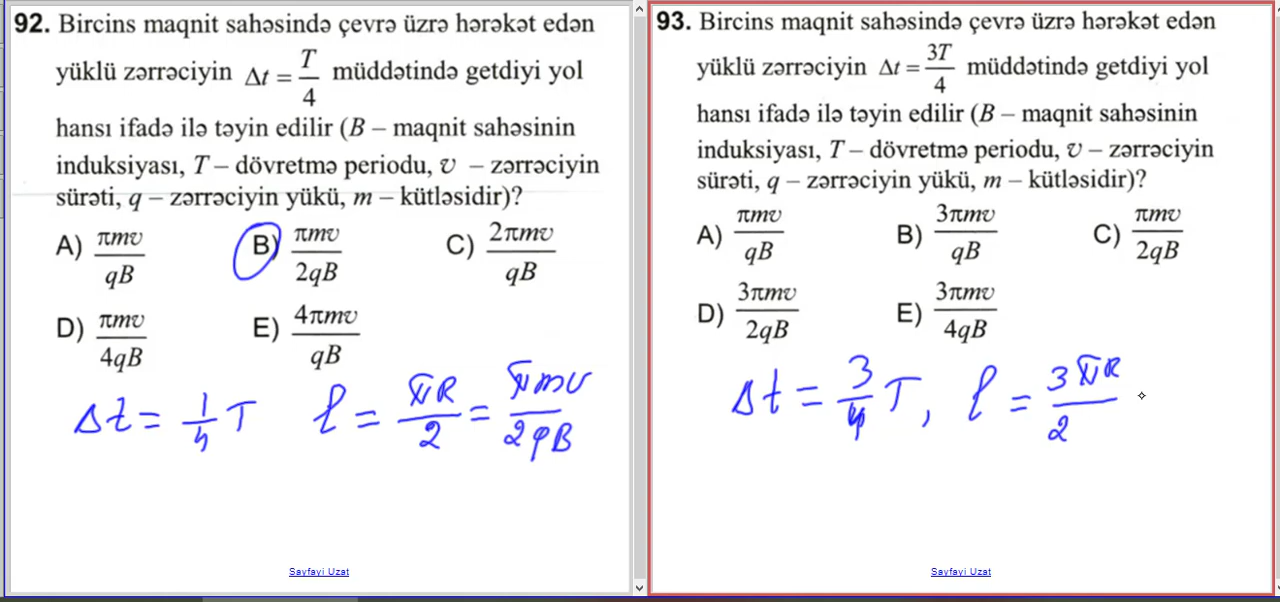 92. Bircins maqnit sahəsində çevrə üzrə hərəkət edən
yüklü zərrəciyin Δt = T/4 müddətində getdiyi yol
hansı ifadə ilə təyin edilir (B – maqnit sahəsinin
induksiyası, T – dövretmə periodu, υ – zərrəciyin
sürəti, q – zərrəciyin yükü, m – kütləsidir)?
A) πmυ/qB B) πmυ/2qB C) 2πmυ/qB
D) πmυ/4qB E) 4πmυ/qB
Δt = 1/4 T l = πR/2 = πmυ/2qB
Sayfayi Uzat
93. Bircins maqnit sahəsində çevrə üzrə hərəkət edən
yüklü zərrəciyin Δt = 3T/4 müddətində getdiyi yol
hansı ifadə ilə təyin edilir (B – maqnit sahəsinin
induksiyası, T – dövretmə periodu, υ – zərrəciyin
sürəti, q – zərrəciyin yükü, m – kütləsidir)?
A) πmυ/qB B) 3πmυ/qB C) πmυ/2qB
D) 3πmυ/2qB E) 3πmυ/4qB
Δt = 3/4 T, l = 3πR/2
Sayfayi Uzat